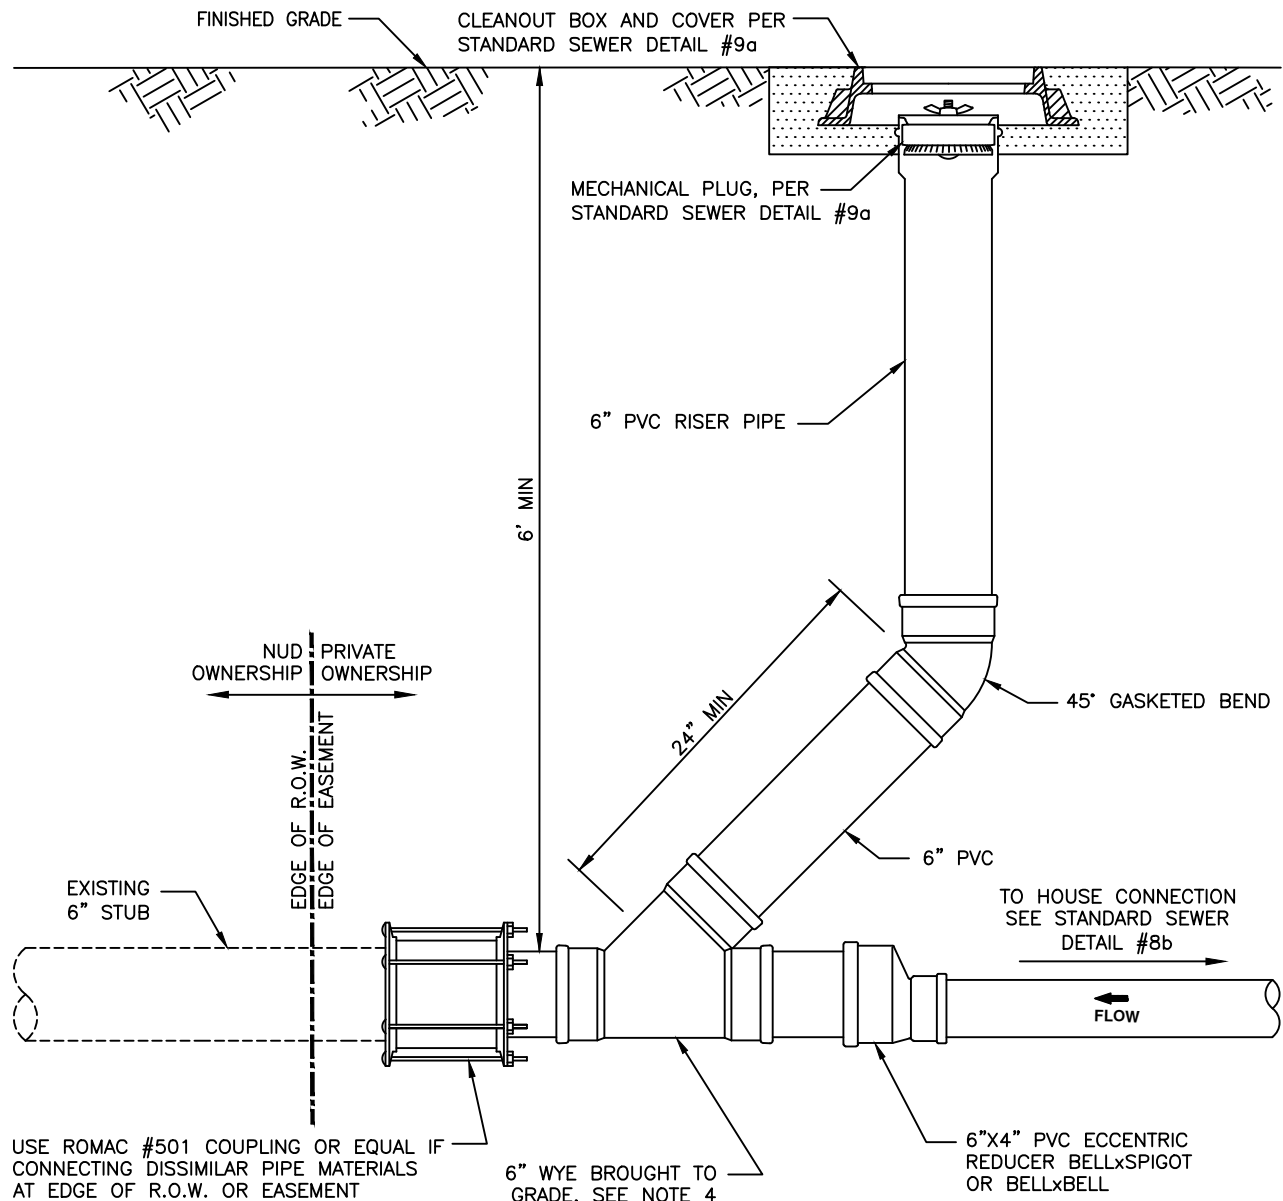 FINISHED GRADE
CLEANOUT BOX AND COVER PER
STANDARD SEWER DETAIL #9a
MECHANICAL PLUG, PER
STANDARD SEWER DETAIL #9a
6" PVC RISER PIPE
6' MIN
NUD
OWNERSHIP
PRIVATE
OWNERSHIP
24" MIN
45° GASKETED BEND
EDGE OF R.O.W.
EDGE OF EASEMENT
6" PVC
EXISTING
6" STUB
TO HOUSE CONNECTION
SEE STANDARD SEWER
DETAIL #8b
FLOW
USE ROMAC #501 COUPLING OR EQUAL IF
CONNECTING DISSIMILAR PIPE MATERIALS
AT EDGE OF R.O.W. OR EASEMENT
6" WYE BROUGHT TO
GRADE, SEE NOTE 4
6"X4" PVC ECCENTRIC
REDUCER BELLxSPIGOT
OR BELLxBELL